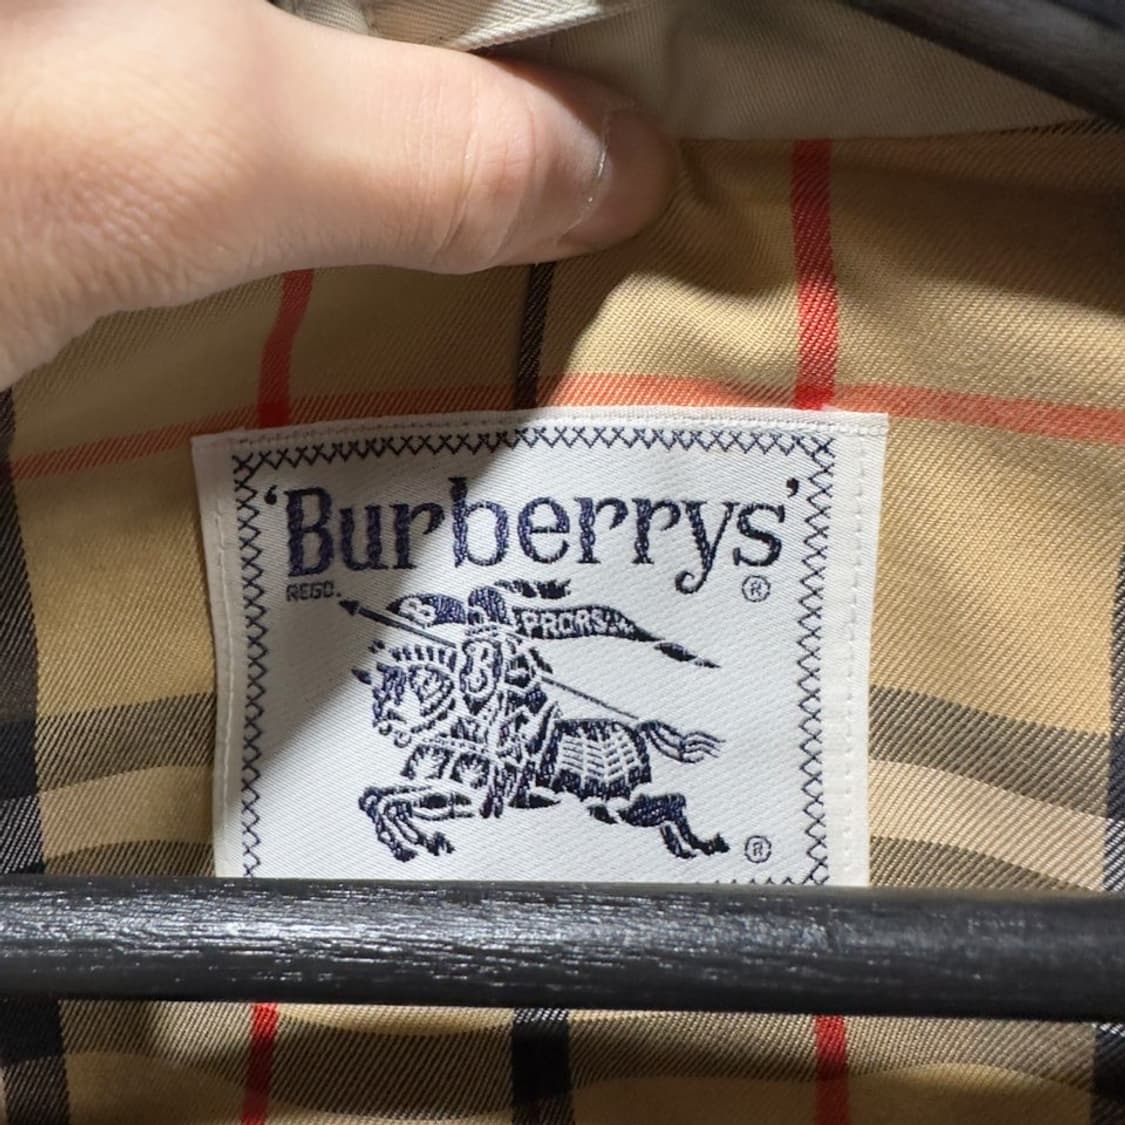 'Burberrys'
REGD. ®
B PRORSUM
B
®